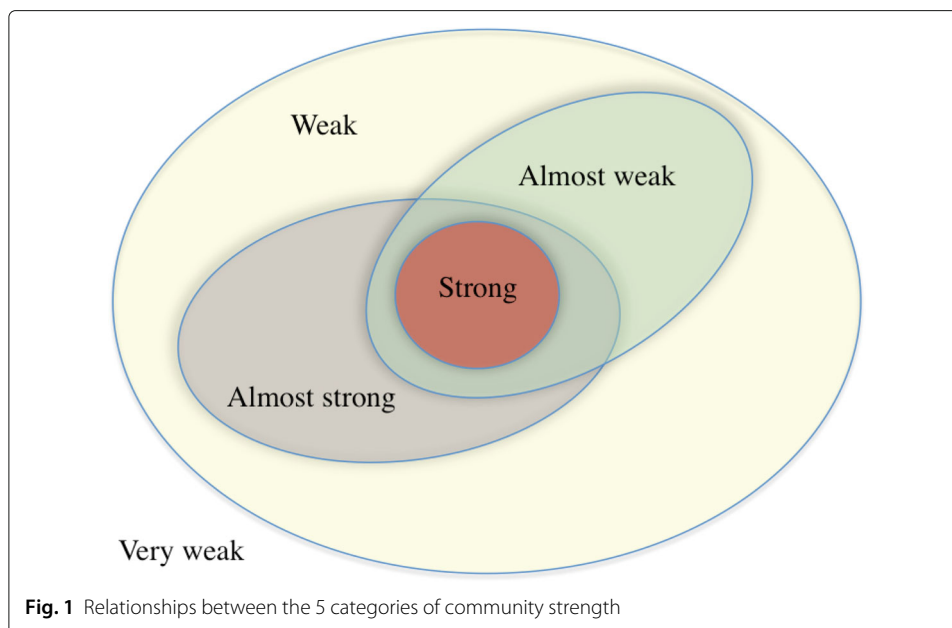 Weak
Almost weak
Strong
Almost strong
Very weak
Fig. 1 Relationships between the 5 categories of community strength